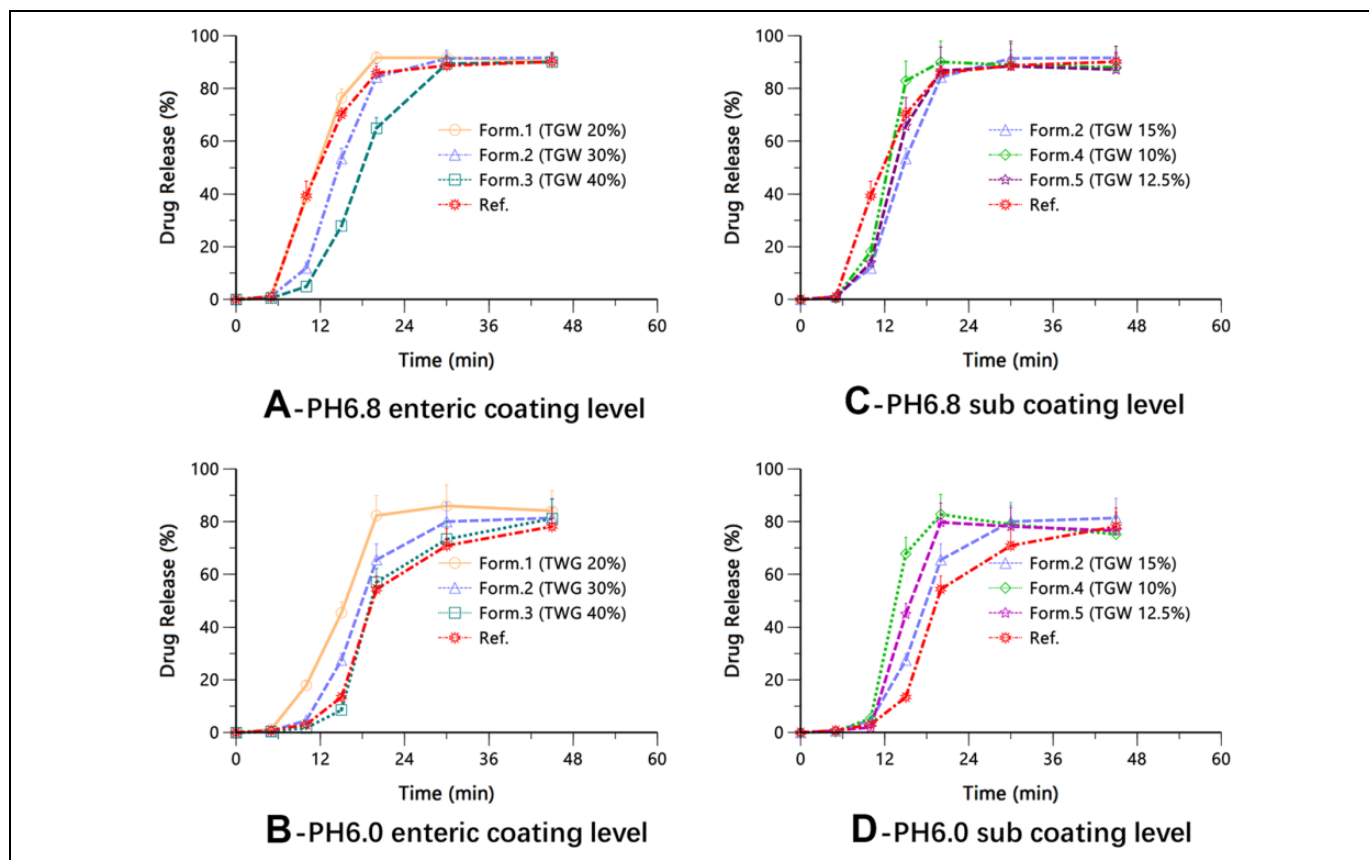 100
80
60
40
20
0
Drug Release (%)
Form.1 (TGW 20%)
Form.2 (TGW 30%)
Form.3 (TGW 40%)
Ref.
0 12 24 36 48 60
Time (min)
A-PH6.8 enteric coating level
100
80
60
40
20
0
Drug Release (%)
Form.2 (TGW 15%)
Form.4 (TGW 10%)
Form.5 (TGW 12.5%)
Ref.
0 12 24 36 48 60
Time (min)
C-PH6.8 sub coating level
100
80
60
40
20
0
Drug Release (%)
Form.1 (TWG 20%)
Form.2 (TWG 30%)
Form.3 (TWG 40%)
Ref.
0 12 24 36 48 60
Time (min)
B-PH6.0 enteric coating level
100
80
60
40
20
0
Drug Release (%)
Form.2 (TGW 15%)
Form.4 (TGW 10%)
Form.5 (TGW 12.5%)
Ref.
0 12 24 36 48 60
Time (min)
D-PH6.0 sub coating level